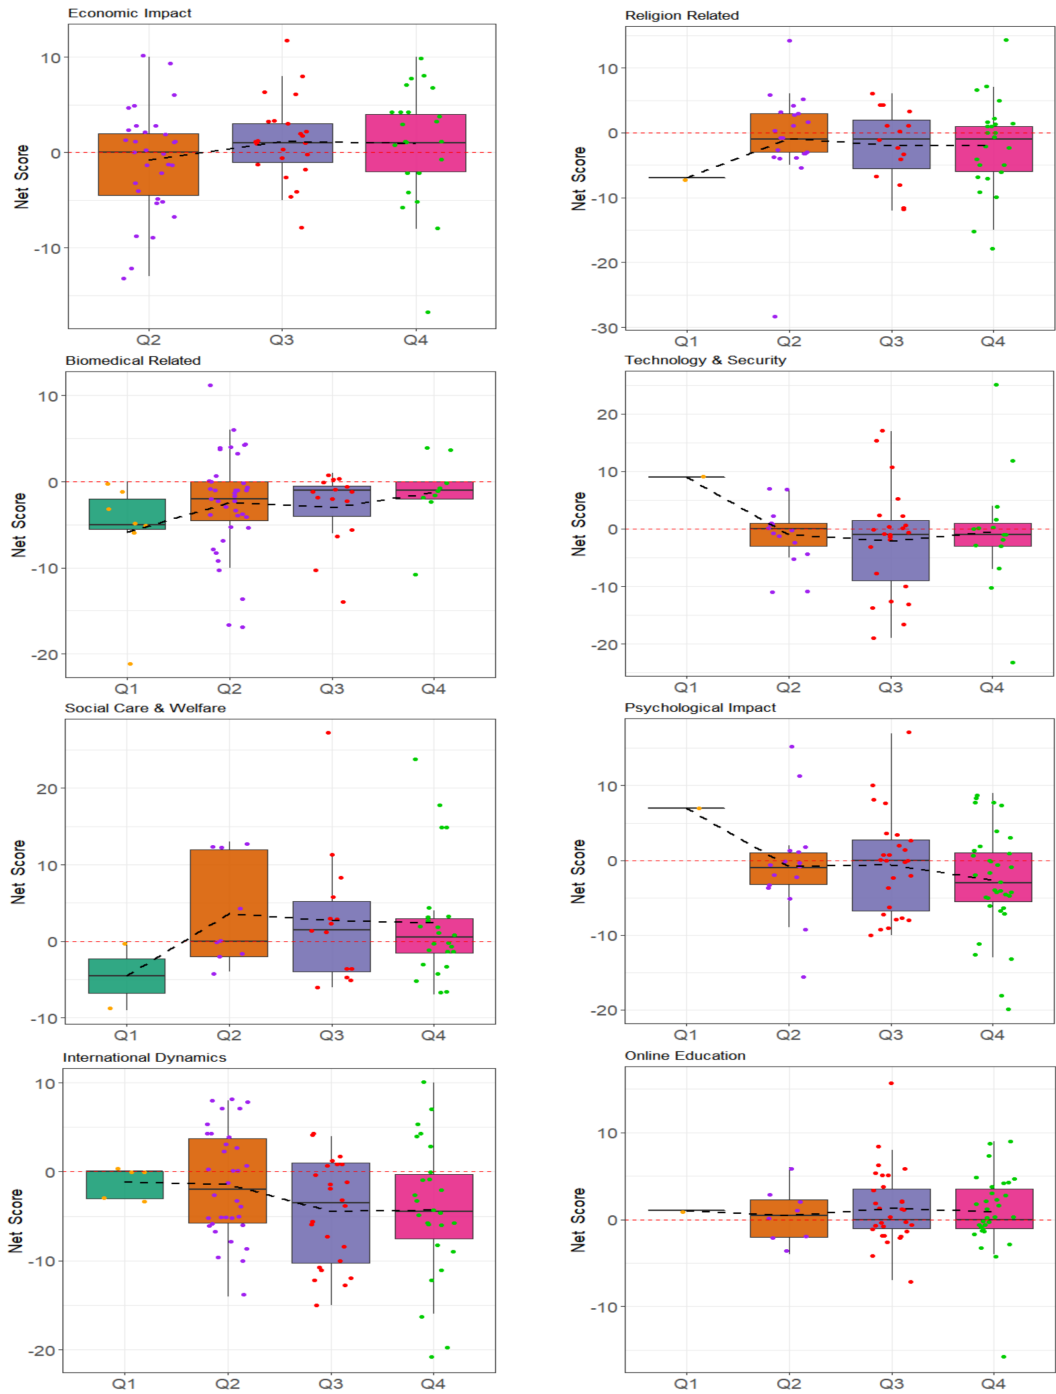 Economic Impact
Net Score
10
0
-10
Q2 Q3 Q4
Religion Related
Net Score
10
0
-10
-20
-30
Q1 Q2 Q3 Q4
Biomedical Related
Net Score
10
0
-10
-20
Q1 Q2 Q3 Q4
Technology & Security
Net Score
20
10
0
-10
-20
Q1 Q2 Q3 Q4
Social Care & Welfare
Net Score
20
10
0
-10
Q1 Q2 Q3 Q4
Psychological Impact
Net Score
10
0
-10
-20
Q1 Q2 Q3 Q4
International Dynamics
Net Score
10
0
-10
-20
Q1 Q2 Q3 Q4
Online Education
Net Score
10
0
-10
Q1 Q2 Q3 Q4